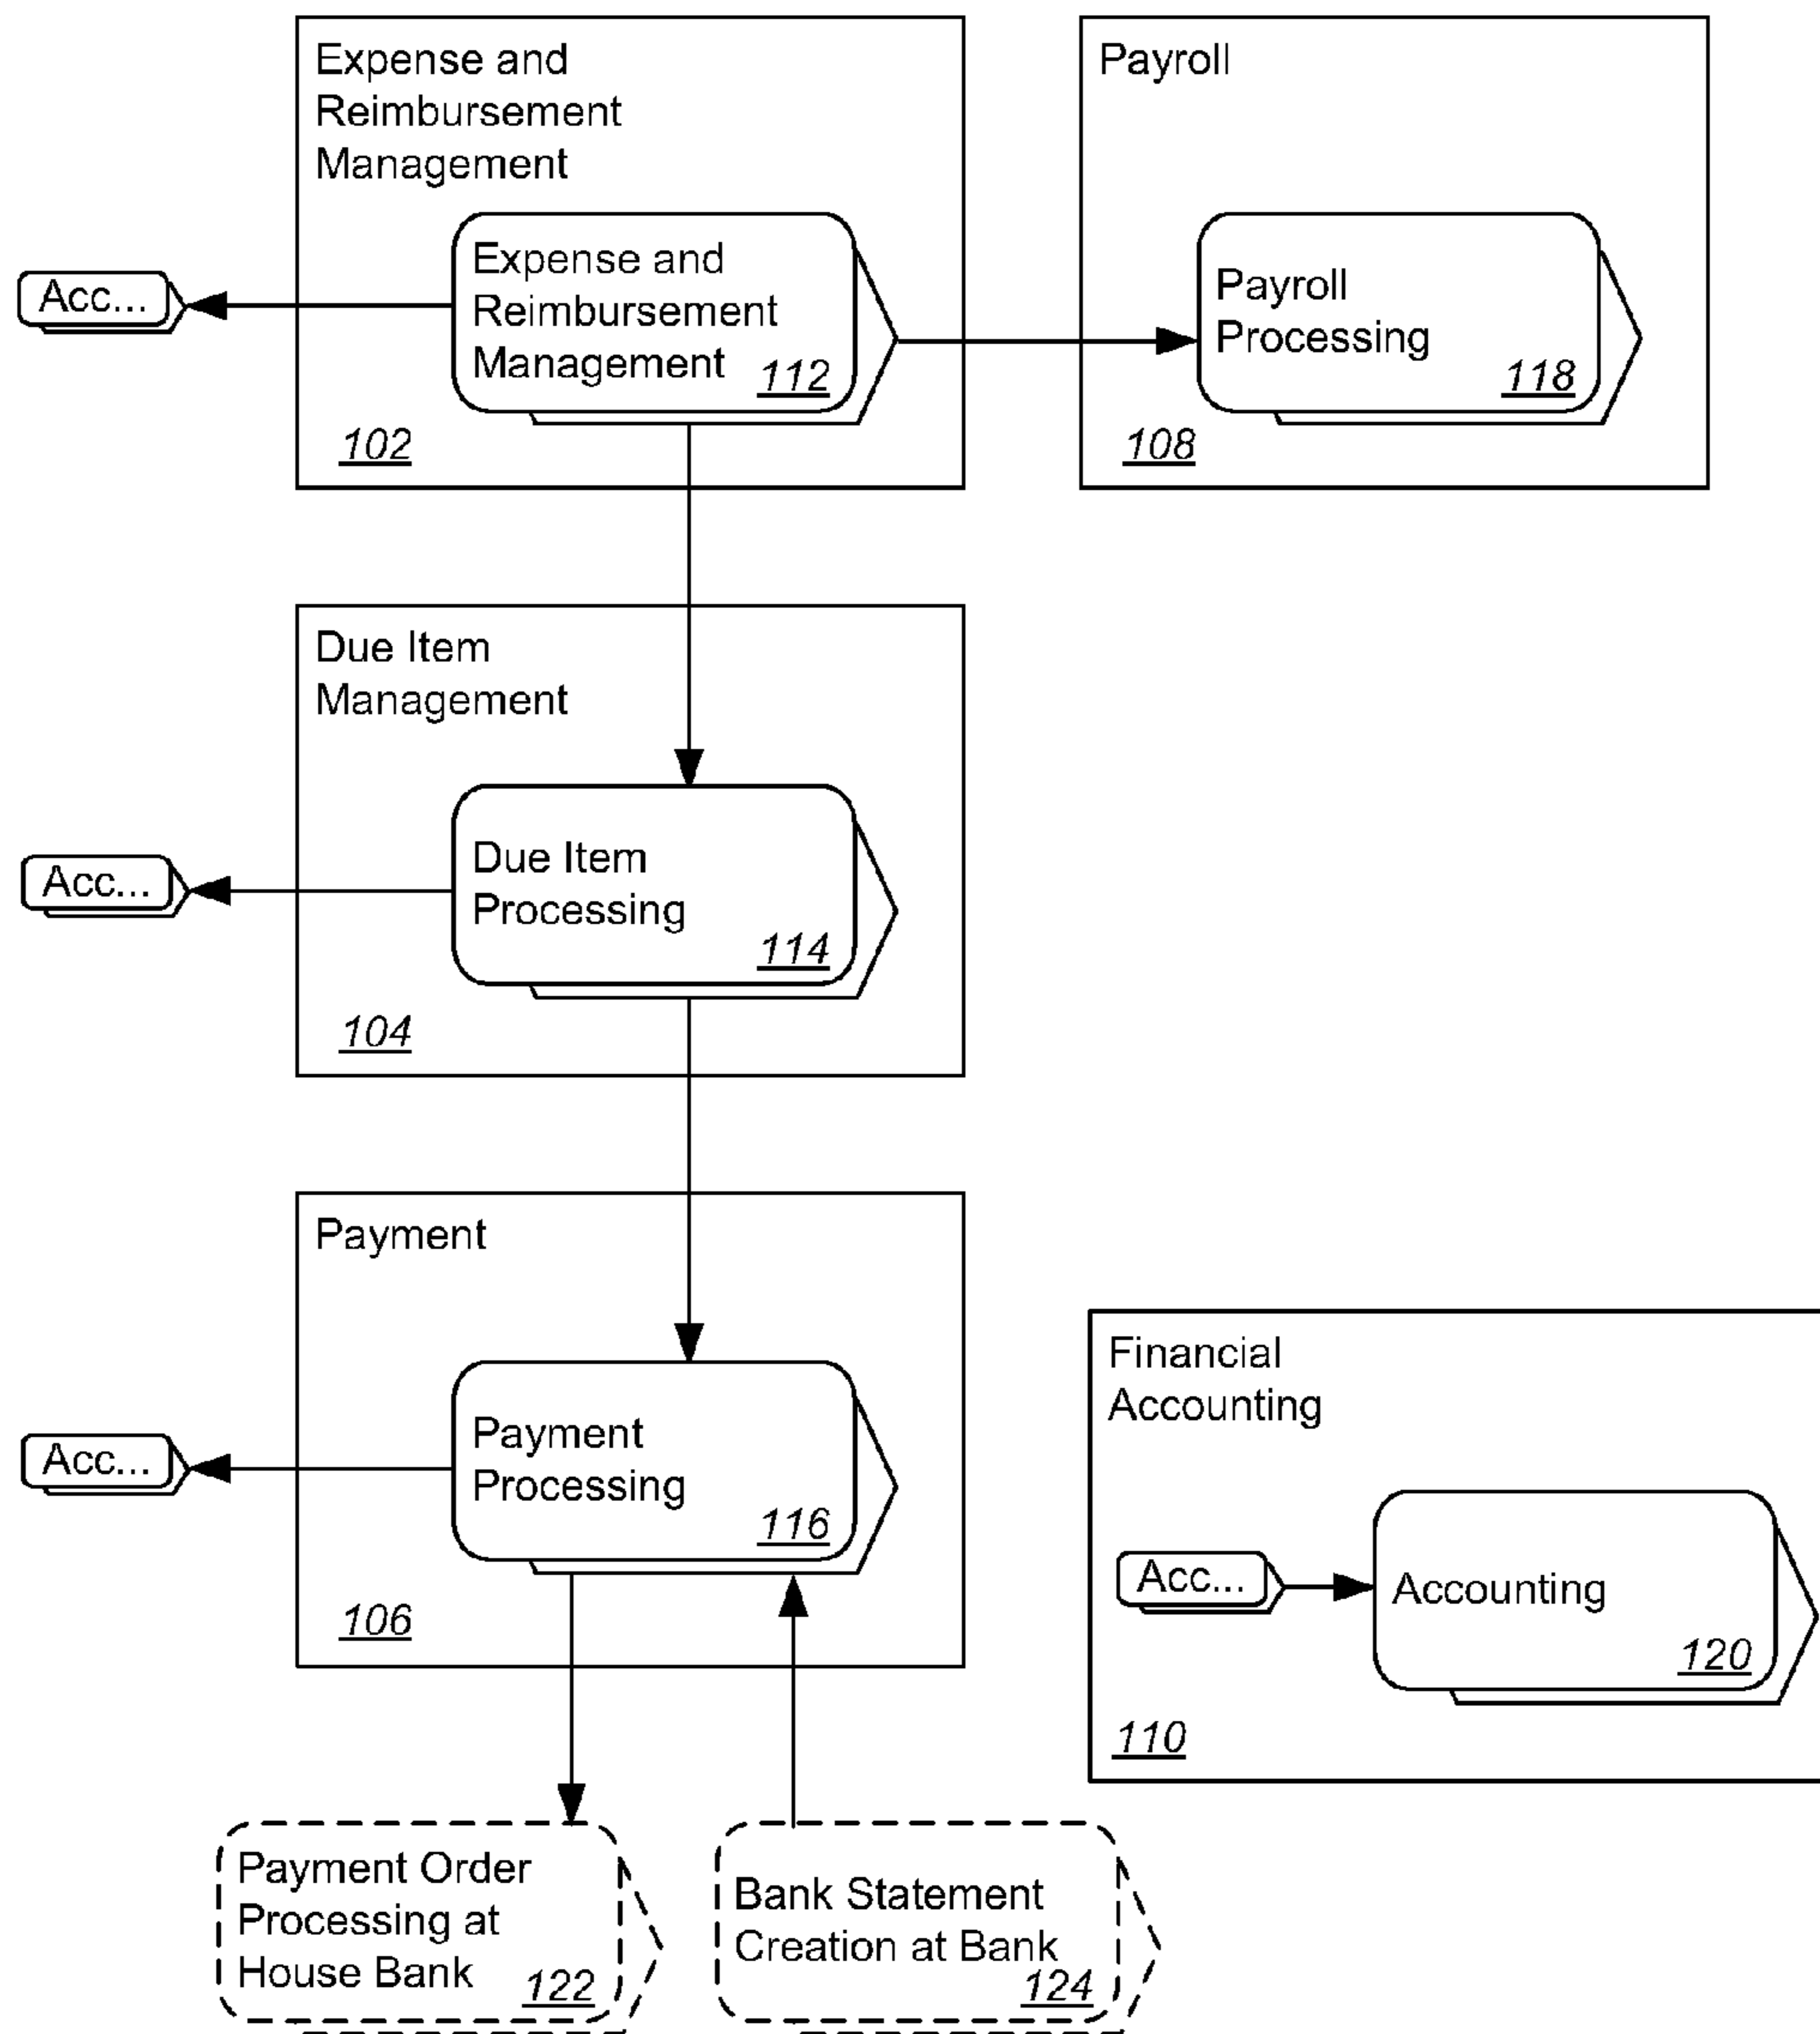 Expense and
Reimbursement
Management
Acc...
Expense and
Reimbursement
Management
112
102
Payroll
Payroll
Processing
118
108
Due Item
Management
Acc...
Due Item
Processing
114
104
Payment
Acc...
Payment
Processing
116
106
Financial
Accounting
Acc...
Accounting
120
110
Payment Order
Processing at
House Bank
122
Bank Statement
Creation at Bank
124